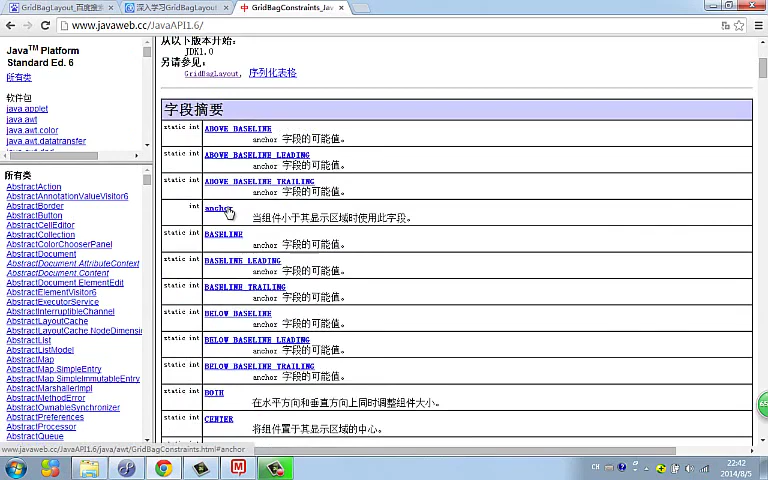 GridBagLayout_百度搜
深入学习GridBagLayout
GridBagConstraints_Jav
www.javaweb.cc/JavaAPI1.6/
Java™ Platform
Standard Ed. 6
所有类
软件包
java.applet
java.awt
java.awt.color
java.awt.datatransfer
所有类
AbstractAction
AbstractAnnotationValueVisitor6
AbstractBorder
AbstractButton
AbstractCellEditor
AbstractCollection
AbstractColorChooserPanel
AbstractDocument
AbstractDocument.AttributeContext
AbstractDocument.Content
AbstractDocument.ElementEdit
AbstractElementVisitor6
AbstractExecutorService
AbstractInterruptibleChannel
AbstractLayoutCache
AbstractLayoutCache.NodeDimension
AbstractList
AbstractListModel
AbstractMap
AbstractMap.SimpleEntry
AbstractMap.SimpleImmutableEntry
AbstractMarshallerImpl
AbstractMethodError
AbstractOwnableSynchronizer
AbstractPreferences
AbstractProcessor
AbstractQueue
从以下版本开始:
JDK1.0
另请参见:
GridBagLayout, 序列化表格
字段摘要
static int ABOVE_BASELINE
anchor 字段的可能值。
static int ABOVE_BASELINE_LEADING
anchor 字段的可能值。
static int ABOVE_BASELINE_TRAILING
anchor 字段的可能值。
int anchor
当组件小于其显示区域时使用此字段。
static int BASELINE
anchor 字段的可能值。
static int BASELINE_LEADING
anchor 字段的可能值。
static int BASELINE_TRAILING
anchor 字段的可能值。
static int BELOW_BASELINE
anchor 字段的可能值。
static int BELOW_BASELINE_LEADING
anchor 字段的可能值。
static int BELOW_BASELINE_TRAILING
anchor 字段的可能值。
static int BOTH
在水平方向和垂直方向上同时调整组件大小。
static int CENTER
将组件置于其显示区域的中心。
65
www.javaweb.cc/JavaAPI1.6/java/awt/GridBagConstraints.html#anchor
CH
22:42
2014/8/5